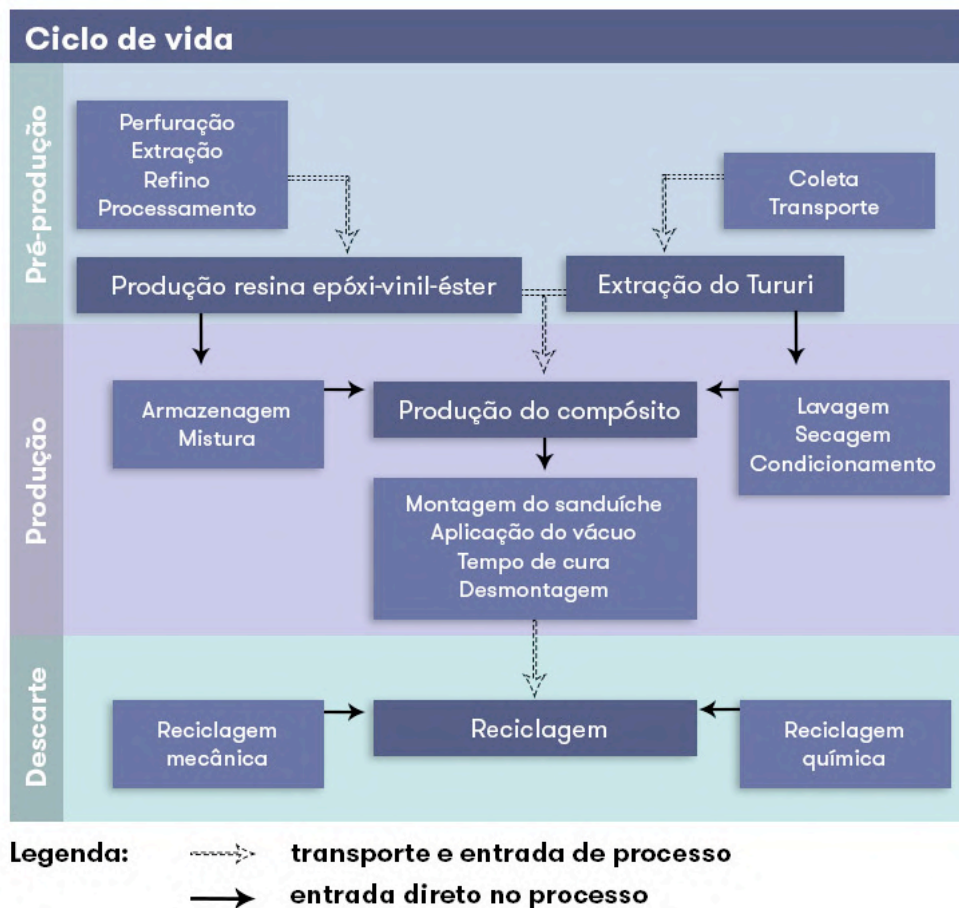 Ciclo de vida
Pré-produção
Perfuração
Extração
Refino
Processamento
Coleta
Transporte
Produção resina epóxi-vinil-éster
Extração do Tururi
Produção
Armazenagem
Mistura
Produção do compósito
Lavagem
Secagem
Condicionamento
Montagem do sanduíche
Aplicação do vácuo
Tempo de cura
Desmontagem
Descarte
Reciclagem
mecânica
Reciclagem
Reciclagem
química
Legenda:
transporte e entrada de processo
entrada direto no processo